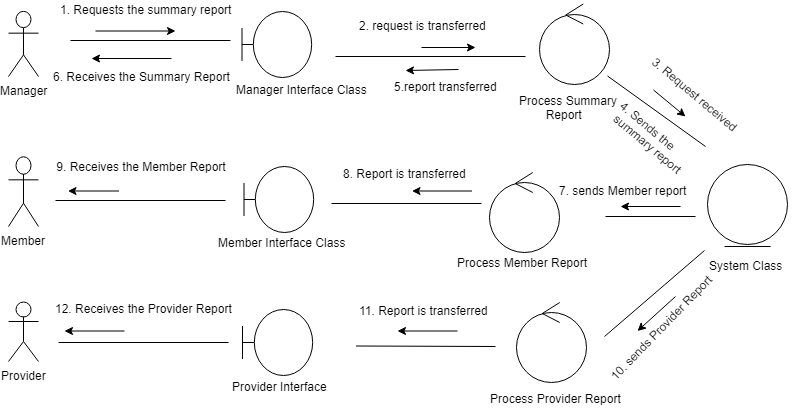 1. Requests the summary report
2. request is transferred
3. Request received
6. Receives the Summary Report
5.report transferred
Manager
Manager Interface Class
Process Summary
Report
4. Sends the
summary report
9. Receives the Member Report
8. Report is transferred
7. sends Member report
Member
Member Interface Class
Process Member Report
System Class
12. Receives the Provider Report
11. Report is transferred
10. sends Provider Report
Provider
Provider Interface
Process Provider Report